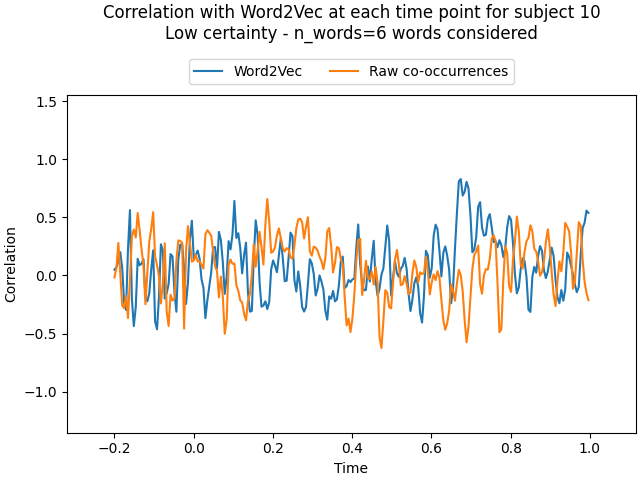 Correlation with Word2Vec at each time point for subject 10
Low certainty - n_words=6 words considered
Word2Vec
Raw co-occurrences
1.5
1.0
0.5
0.0
−0.5
−1.0
Correlation
−0.2
0.0
0.2
0.4
0.6
0.8
1.0
Time